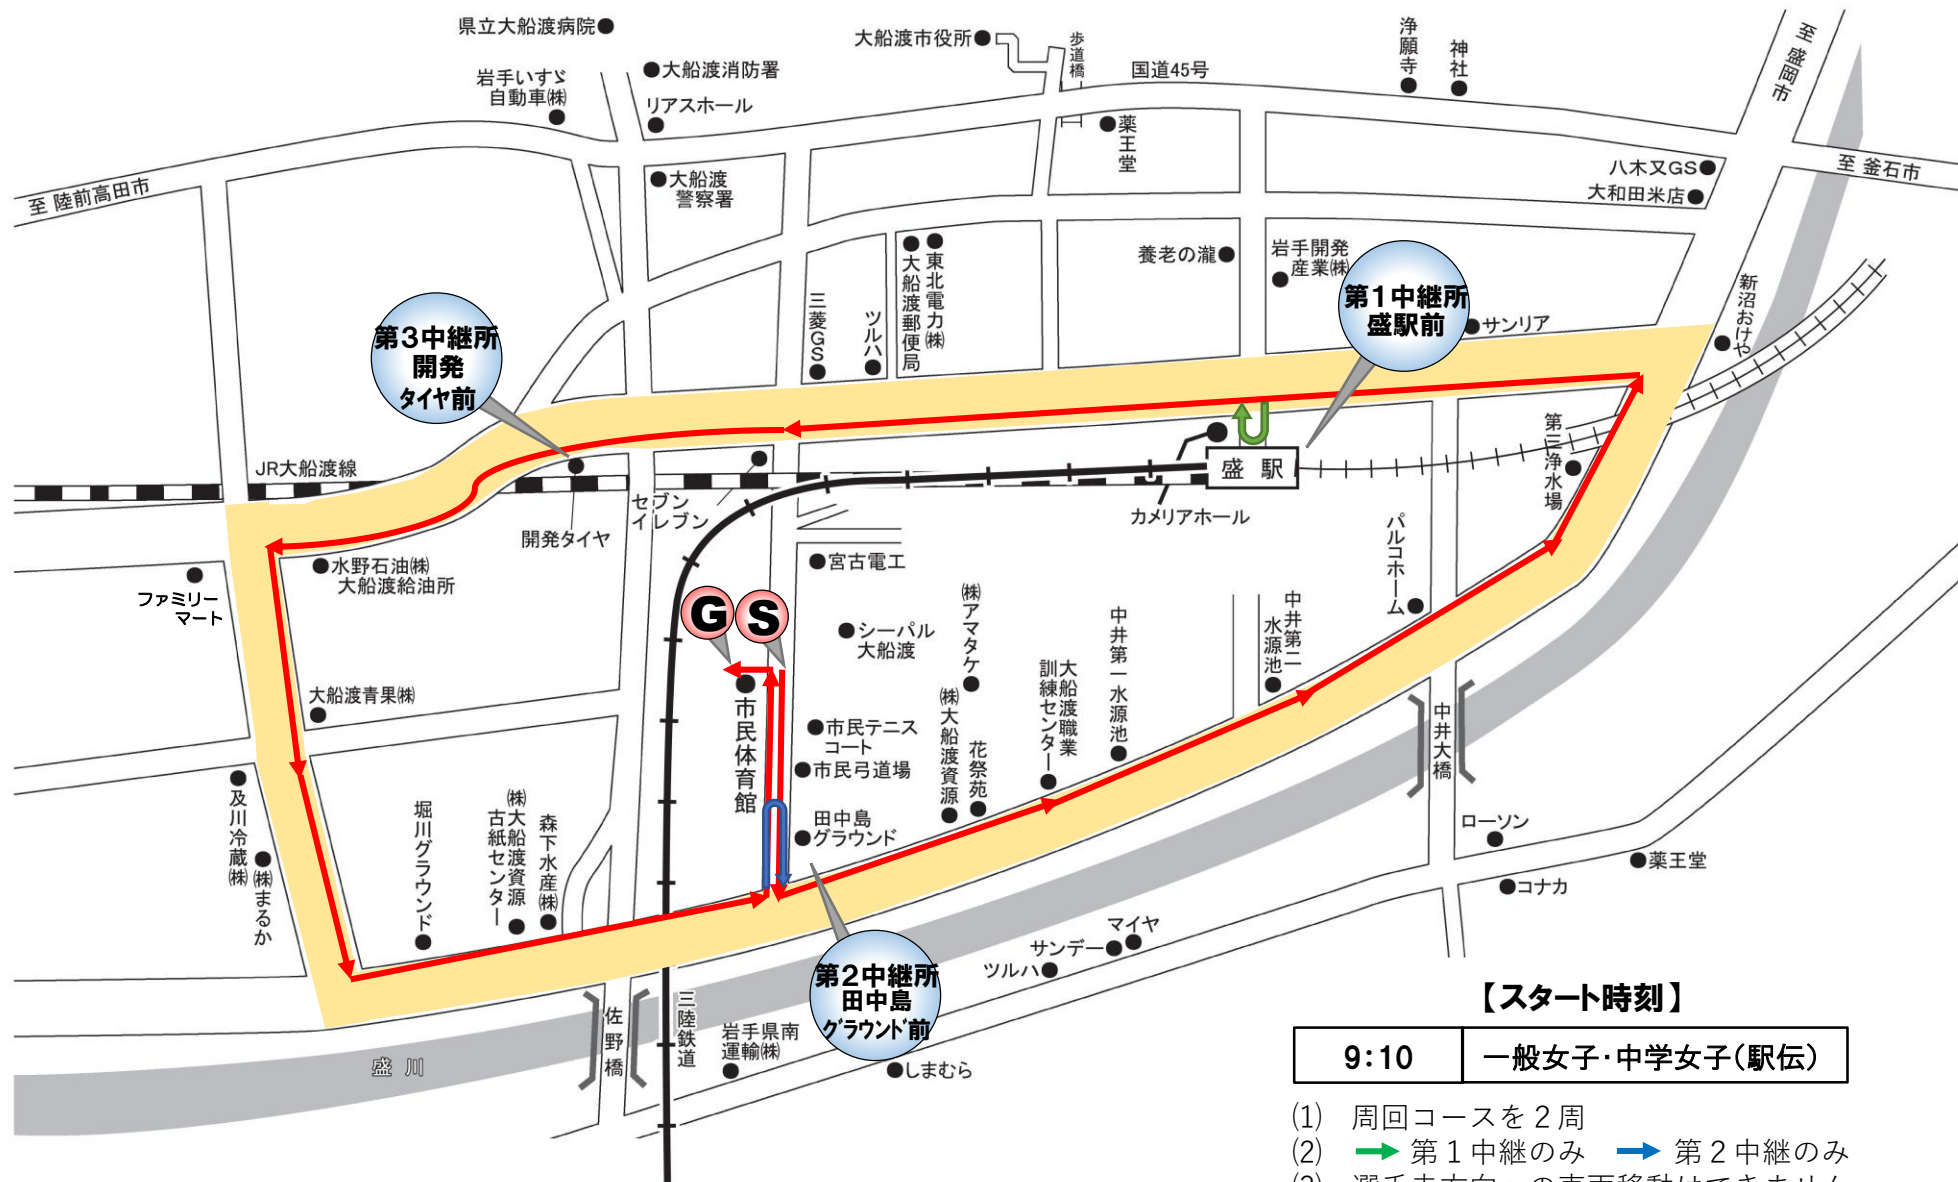 県立大船渡病院
大船渡消防署
岩手いすゞ
自動車㈱
リアスホール
大船渡市役所
歩道橋
国道45号
浄願寺
神社
至 盛岡市
薬王堂
八木又GS
至 釜石市
大和田米店
至 陸前高田市
大船渡
警察署
養老の瀧
岩手開発
産業㈱
東北電力㈱
大船渡郵便局
三菱GS
ツルハ
第1中継所
盛駅前
サンリア
新沼おけや
第3中継所
開発
タイヤ前
JR大船渡線
セブン
イレブン
開発タイヤ
盛 駅
カメリアホール
第三浄水場
パルコホーム
水野石油㈱
大船渡給油所
ファミリー
マート
宮古電工
G
S
シーパル
大船渡
㈱アマタケ
中井第一水源池
中井第二
水源池
大船渡職業
訓練センター
大船渡青果㈱
市民体育館
市民テニス
コート
市民弓道場
㈱大船渡資源
花祭苑
中井大橋
田中島
グラウンド
及川冷蔵㈱
㈱まるか
堀川グラウンド
㈱大船渡資源
古紙センター
森下水産㈱
ローソン
薬王堂
コナカ
マイヤ
サンデー
ツルハ
第2中継所
田中島
グラウンド前
佐野橋
三陸鉄道
岩手県南
運輸㈱
しまむら
盛 川
【スタート時刻】
9:10 一般女子・中学女子(駅伝)
⑴ 周回コースを2周
⑵ 第1中継のみ 第2中継のみ
⑶ 選手走方向への車両移動はできません